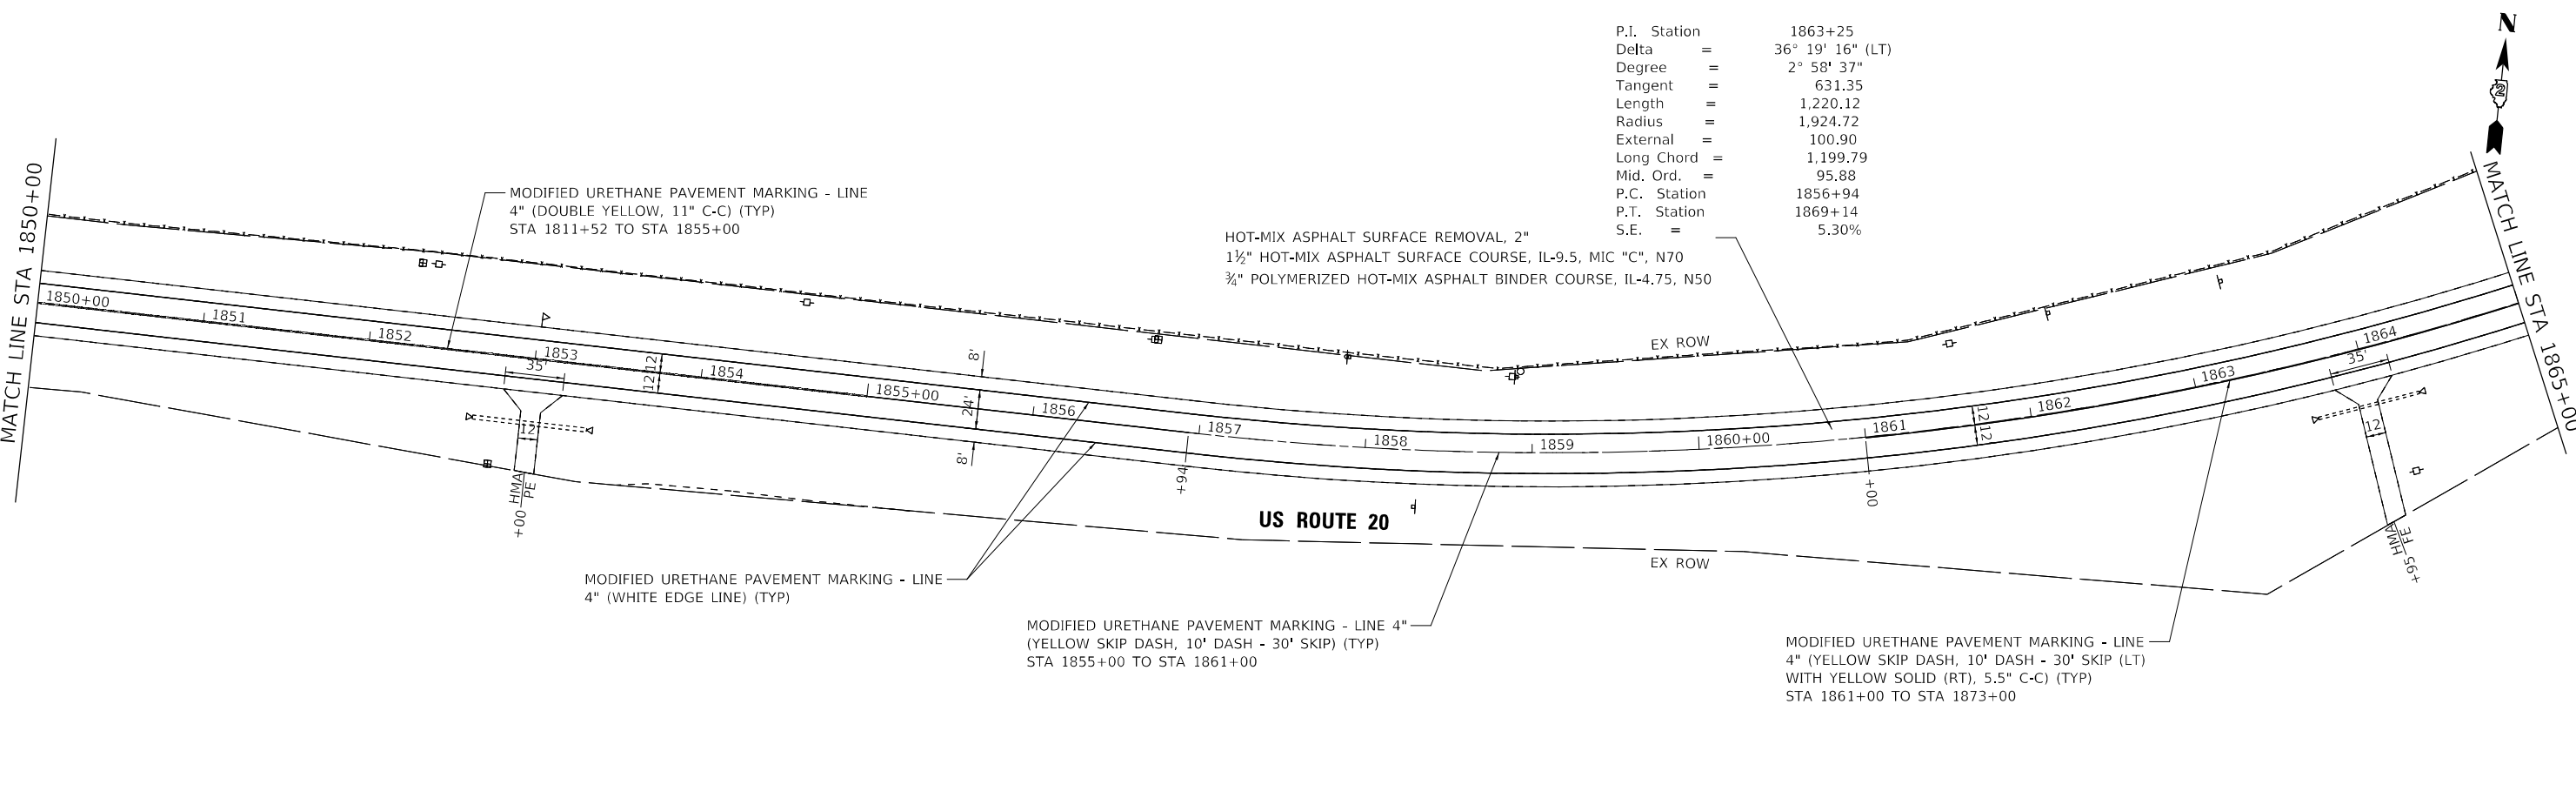 P.I. Station 1863+25
Delta = 36° 19' 16" (LT)
Degree = 2° 58' 37"
Tangent = 631.35
Length = 1,220.12
Radius = 1,924.72
External = 100.90
Long Chord = 1,199.79
Mid. Ord. = 95.88
P.C. Station 1856+94
P.T. Station 1869+14
S.E. = 5.30%
N
2
MATCH LINE STA 1850+00
MODIFIED URETHANE PAVEMENT MARKING - LINE
4" (DOUBLE YELLOW, 11" C-C) (TYP)
STA 1811+52 TO STA 1855+00
HOT-MIX ASPHALT SURFACE REMOVAL, 2"
1½" HOT-MIX ASPHALT SURFACE COURSE, IL-9.5, MIC "C", N70
¾" POLYMERIZED HOT-MIX ASPHALT BINDER COURSE, IL-4.75, N50
MATCH LINE STA 1865+00
EX ROW
1850+00
1851
1852
1853
1854
1855+00
1856
1857
1858
1859
1860+00
1861
1862
1863
1864
35'
12
12
8'
24'
8'
12
12
35'
12
12
+94
+00
HMA
PE
+00
US ROUTE 20
EX ROW
HMA
FE
+95
MODIFIED URETHANE PAVEMENT MARKING - LINE
4" (WHITE EDGE LINE) (TYP)
MODIFIED URETHANE PAVEMENT MARKING - LINE 4"
(YELLOW SKIP DASH, 10' DASH - 30' SKIP) (TYP)
STA 1855+00 TO STA 1861+00
MODIFIED URETHANE PAVEMENT MARKING - LINE
4" (YELLOW SKIP DASH, 10' DASH - 30' SKIP (LT)
WITH YELLOW SOLID (RT), 5.5" C-C) (TYP)
STA 1861+00 TO STA 1873+00